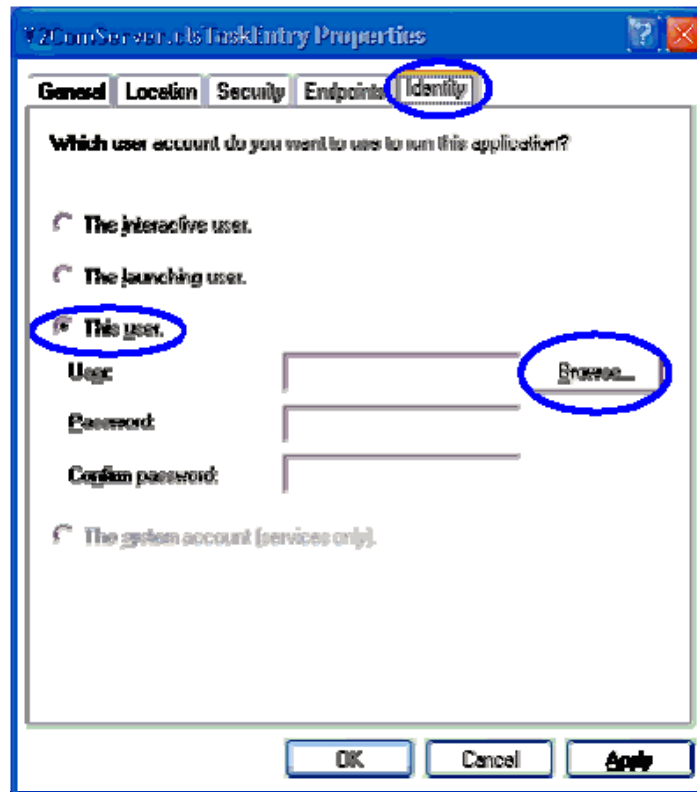 Y2ComServer.clsTaskEntry Properties
General Location Security Endpoints Identity
Which user account do you want to use to run this application?
The interactive user.
The launching user.
This user.
User: Browse...
Password:
Confirm password:
The system account (services only).
OK Cancel Apply